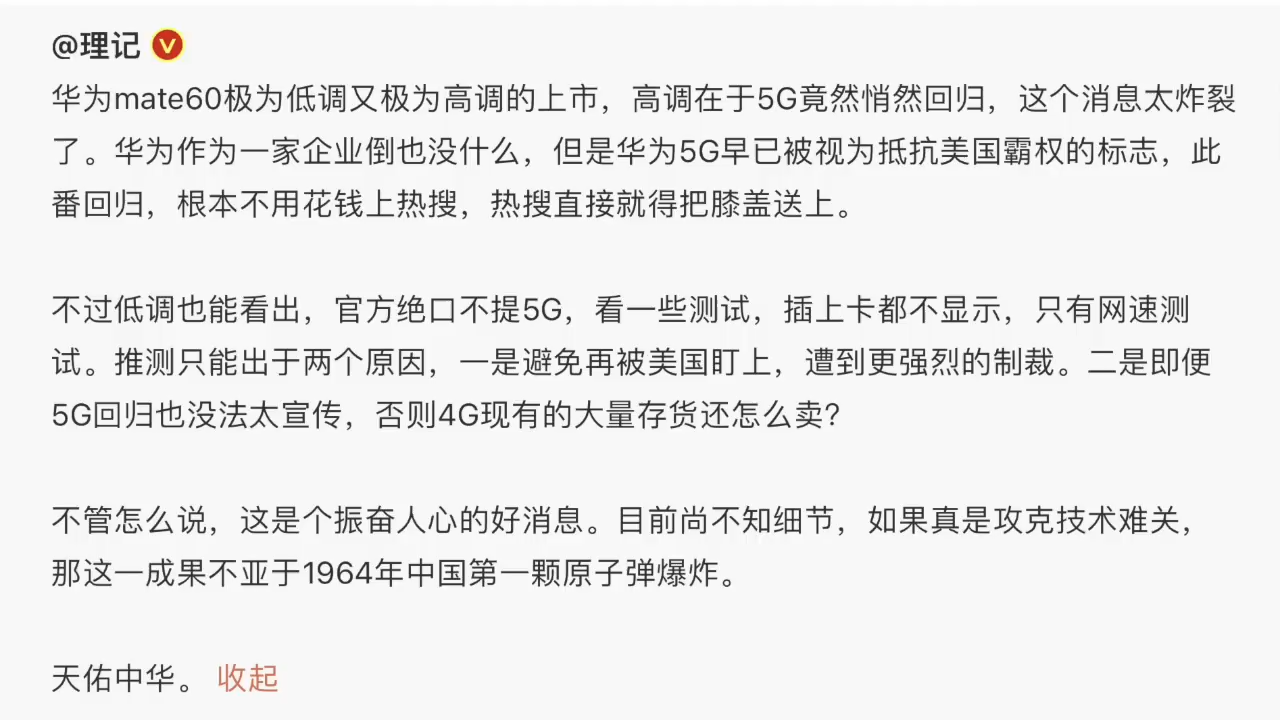 @理记
华为mate60极为低调又极为高调的上市，高调在于5G竟然悄然回归，这个消息太炸裂
了。华为作为一家企业倒也没什么，但是华为5G早已被视为抵抗美国霸权的标志，此
番回归，根本不用花钱上热搜，热搜直接就得把膝盖送上。
不过低调也能看出，官方绝口不提5G，看一些测试，插上卡都不显示，只有网速测
试。推测只能出于两个原因，一是避免再被美国盯上，遭到更强烈的制裁。二是即便
5G回归也没法太宣传，否则4G现有的大量存货还怎么卖?
不管怎么说，这是个振奋人心的好消息。目前尚不知细节，如果真是攻克技术难关，
那这一成果不亚于1964年中国第一颗原子弹爆炸。
天佑中华。 收起